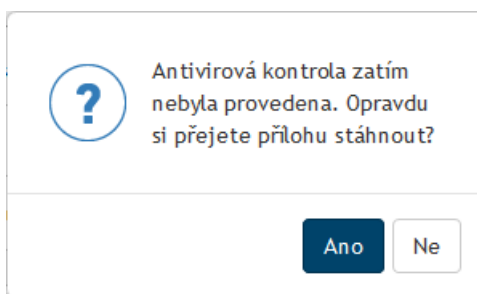 ?
Antivirová kontrola zatím
nebyla provedena. Opravdu
si přejete přílohu stáhnout?
Ano Ne